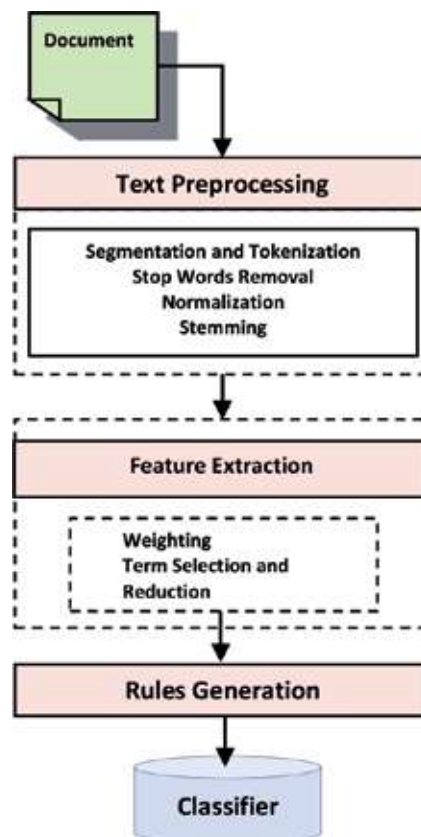 Document
Text Preprocessing
Segmentation and Tokenization
Stop Words Removal
Normalization
Stemming
Feature Extraction
Weighting
Term Selection and
Reduction
Rules Generation
Classifier